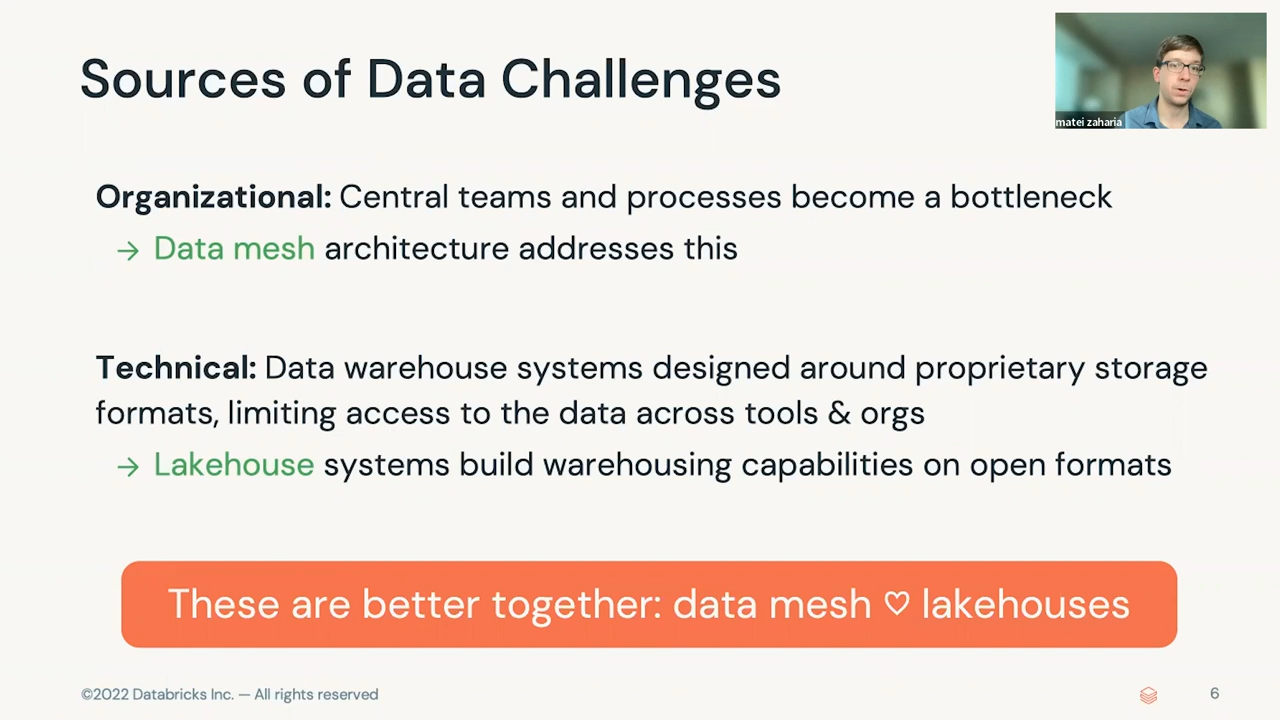 Sources of Data Challenges
matei zaharia
Organizational: Central teams and processes become a bottleneck
→ Data mesh architecture addresses this
Technical: Data warehouse systems designed around proprietary storage
formats, limiting access to the data across tools & orgs
→ Lakehouse systems build warehousing capabilities on open formats
These are better together: data mesh ♡ lakehouses
©2022 Databricks Inc. — All rights reserved
6